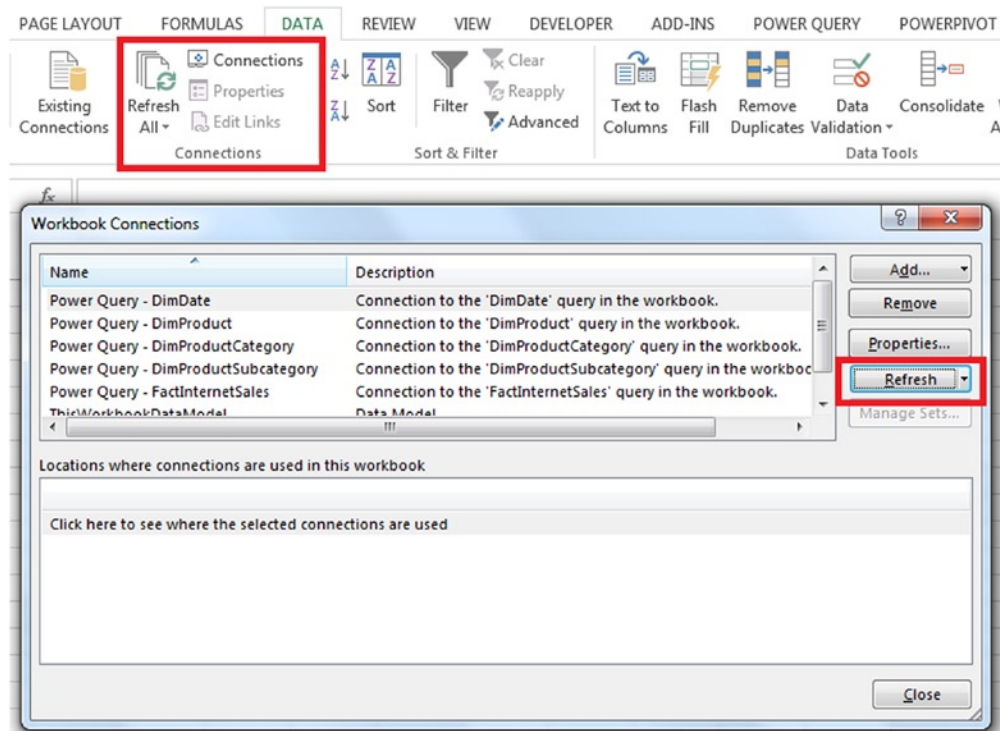 PAGE LAYOUT FORMULAS DATA REVIEW VIEW DEVELOPER ADD-INS POWER QUERY POWERPIVOT
Existing
Connections
Refresh
All
Connections
Properties
Edit Links
Connections
Sort
Filter
Clear
Reapply
Advanced
Sort & Filter
Text to
Columns
Flash
Fill
Remove
Duplicates
Data
Validation
Consolidate
Data Tools
fx
Workbook Connections
Name Description
Power Query - DimDate Connection to the 'DimDate' query in the workbook.
Power Query - DimProduct Connection to the 'DimProduct' query in the workbook.
Power Query - DimProductCategory Connection to the 'DimProductCategory' query in the workbook.
Power Query - DimProductSubcategory Connection to the 'DimProductSubcategory' query in the workboo
Power Query - FactInternetSales Connection to the 'FactInternetSales' query in the workbook.
ThisWorkbookDataModel Data Model
Add...
Remove
Properties...
Refresh
Manage Sets...
Locations where connections are used in this workbook
Click here to see where the selected connections are used
Close